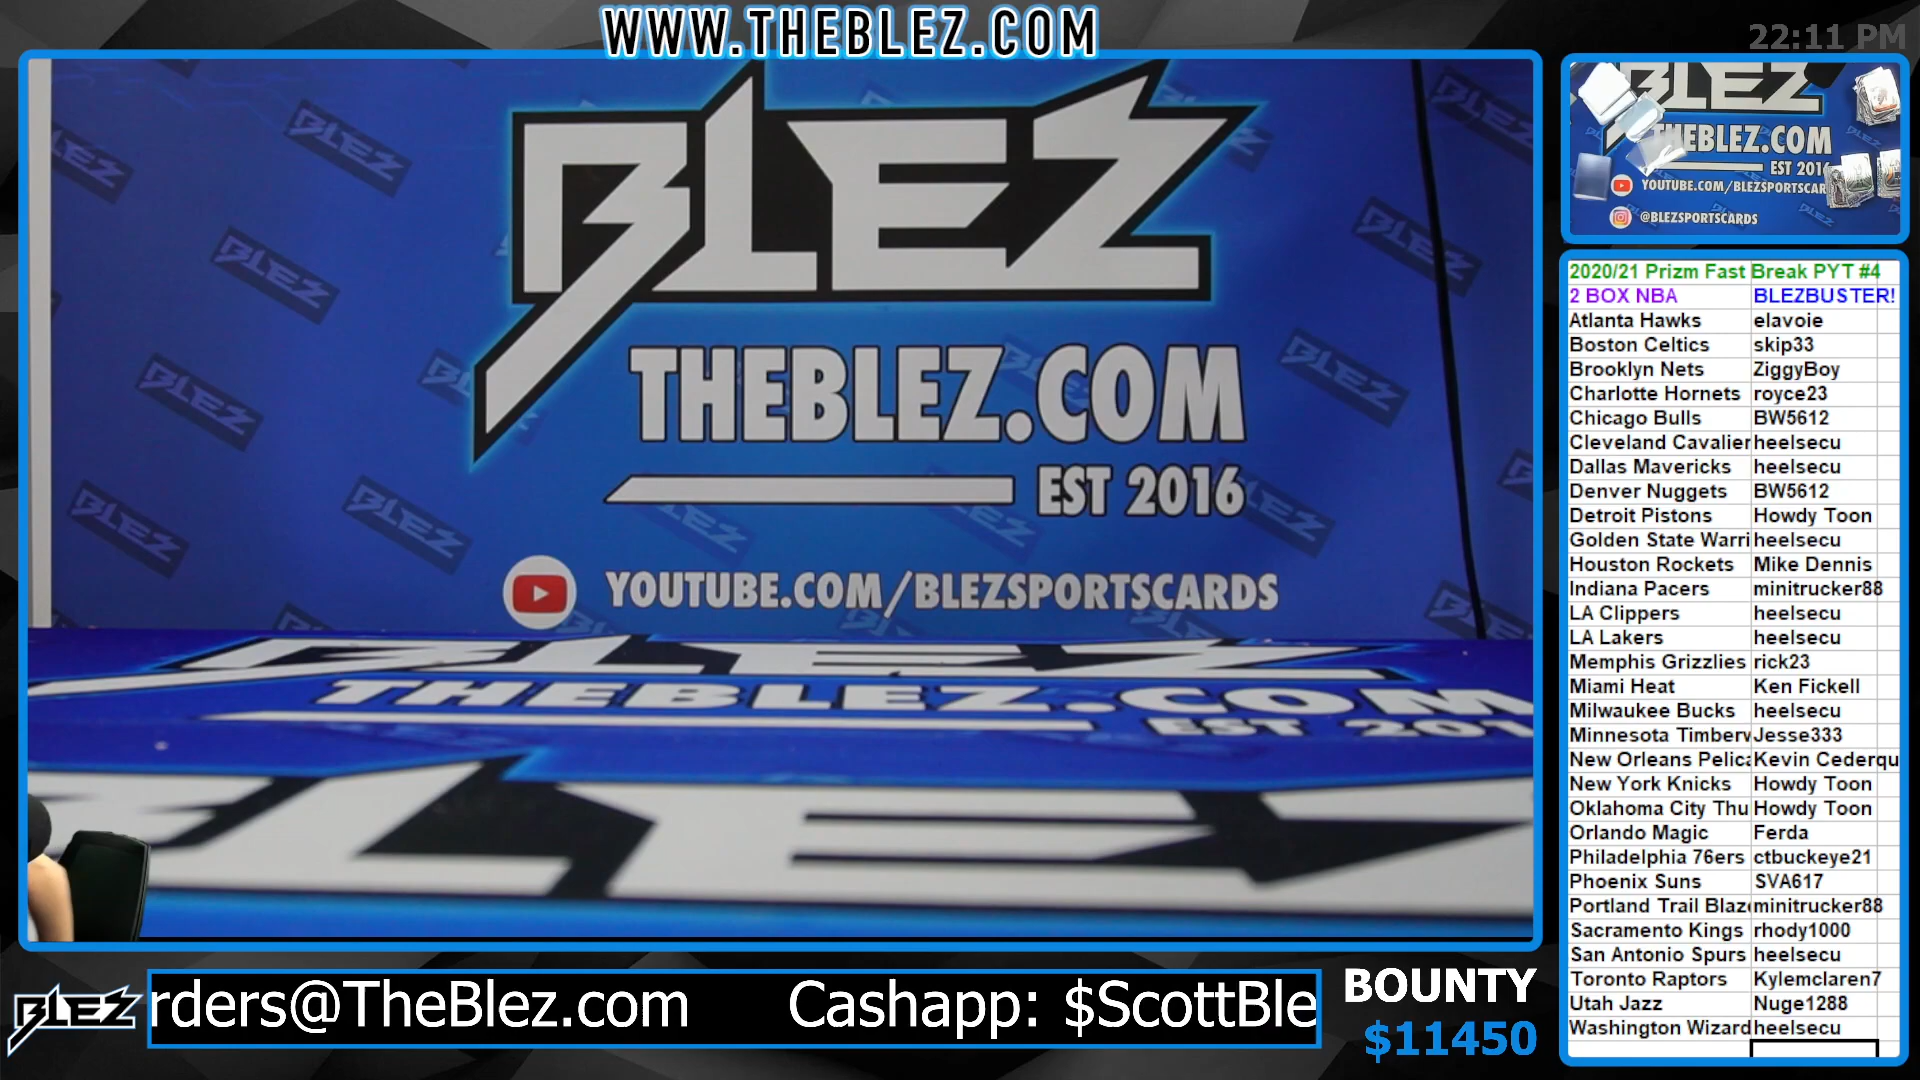 WWW.THEBLEZ.COM
22:11 PM
BLEZ
THEBLEZ.COM
EST 2016
YOUTUBE.COM/BLEZSPORTSCARDS
BLEZ
THEBLEZ.COM
EST 201
BLEZ
THEBLEZ.COM
EST 2016
YOUTUBE.COM/BLEZSPORTSCAR
@BLEZSPORTSCARDS
2020/21 Prizm Fast Break PYT #4
2 BOX NBA BLEZBUSTER!
Atlanta Hawks elavoie
Boston Celtics skip33
Brooklyn Nets ZiggyBoy
Charlotte Hornets royce23
Chicago Bulls BW5612
Cleveland Cavalier heelsecu
Dallas Mavericks heelsecu
Denver Nuggets BW5612
Detroit Pistons Howdy Toon
Golden State Warri heelsecu
Houston Rockets Mike Dennis
Indiana Pacers minitrucker88
LA Clippers heelsecu
LA Lakers heelsecu
Memphis Grizzlies rick23
Miami Heat Ken Fickell
Milwaukee Bucks heelsecu
Minnesota Timberv Jesse333
New Orleans Pelica Kevin Cederqu
New York Knicks Howdy Toon
Oklahoma City Thu Howdy Toon
Orlando Magic Ferda
Philadelphia 76ers ctbuckeye21
Phoenix Suns SVA617
Portland Trail Blaz minitrucker88
Sacramento Kings rhody1000
San Antonio Spurs heelsecu
Toronto Raptors Kylemclaren7
Utah Jazz Nuge1288
Washington Wizard heelsecu
BLEZ
rders@TheBlez.com Cashapp: $ScottBle
BOUNTY
$11450